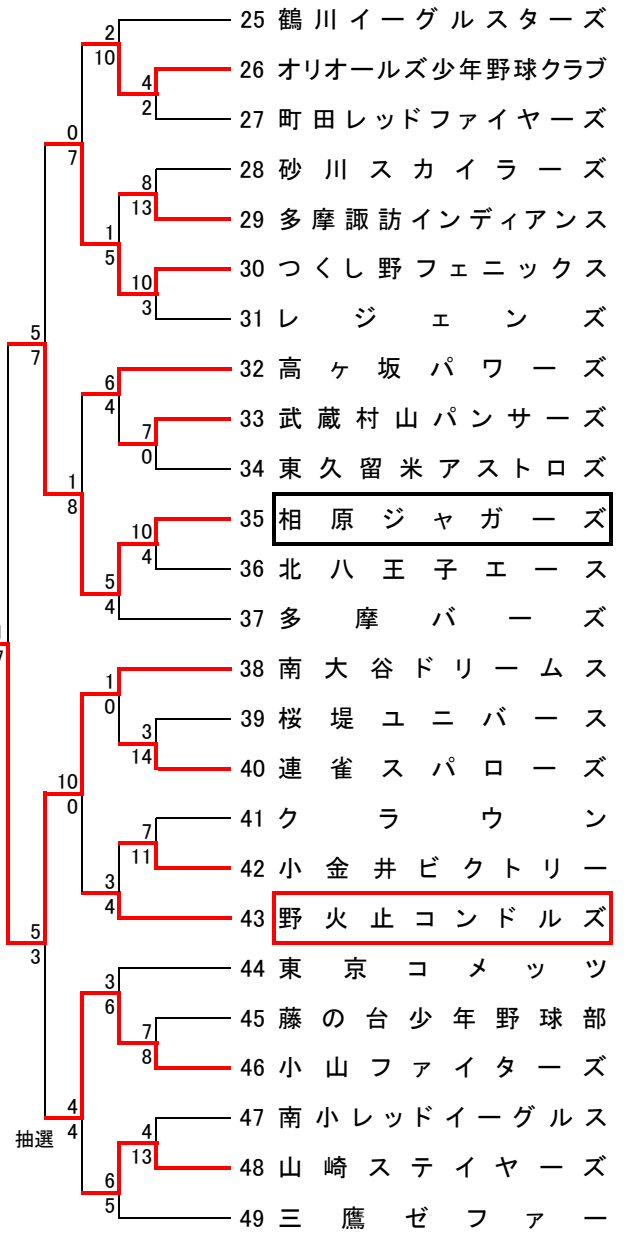 2
10
25 鶴川イーグルスターズ
4
2
26 オリオールズ少年野球クラブ
27 町田レッドファイヤーズ
0
7
8
13
28 砂川スカイラーズ
29 多摩諏訪インディアンス
1
5
10
3
30 つくし野フェニックス
31 レジェンズ
5
7
6
4
32 高ヶ坂パワーズ
7
0
33 武蔵村山パンサーズ
34 東久留米アストロズ
1
8
10
4
35 相原ジャガーズ
36 北八王子エース
5
4
37 多摩バーズ
1
0
38 南大谷ドリームス
3
14
39 桜堤ユニバース
40 連雀スパローズ
10
0
7
11
41 クラウン
42 小金井ビクトリー
3
4
43 野火止コンドルズ
5
3
3
6
44 東京コメッツ
7
8
45 藤の台少年野球部
46 小山ファイターズ
4
4
抽選
4
13
47 南小レッドイーグルス
48 山崎ステイヤーズ
6
5
49 三鷹ゼファー